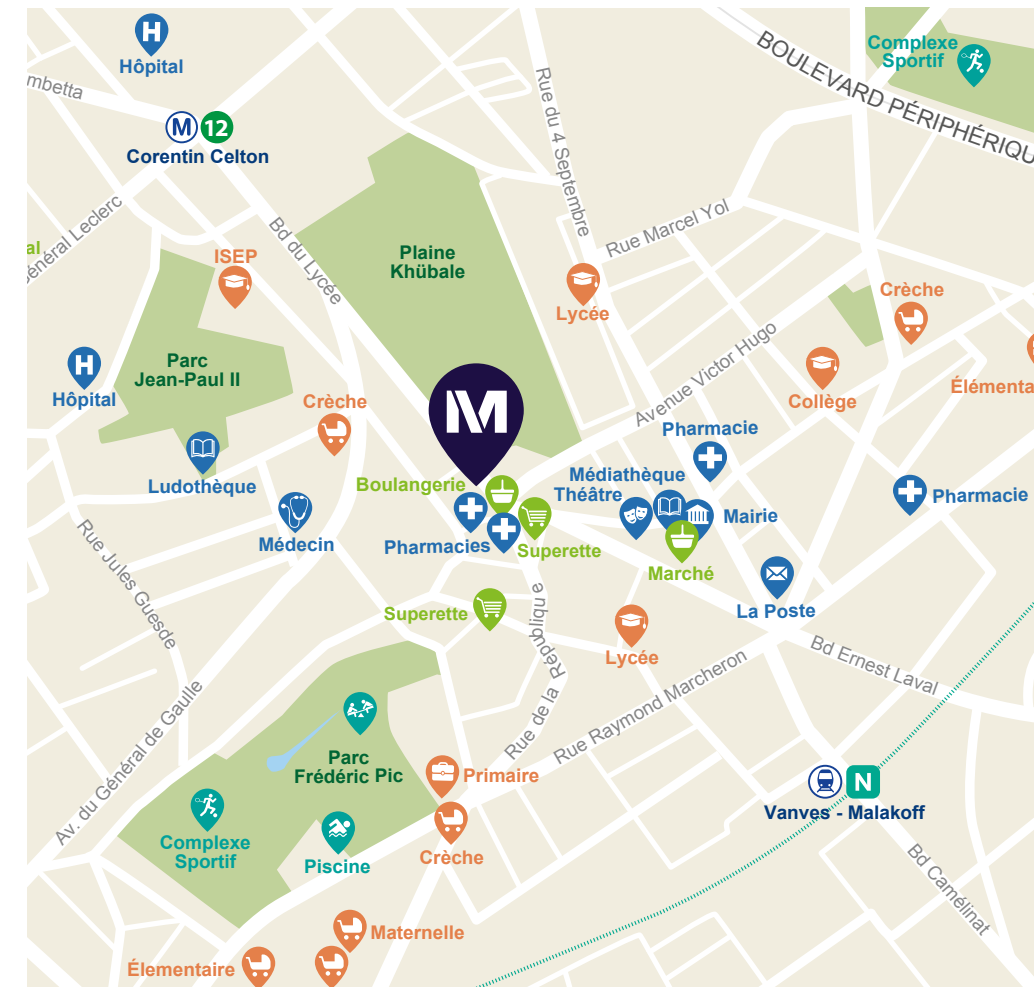 BOULEVARD PÉRIPHÉRIQU
Complexe
Sportif
H
Hôpital
mbetta
M 12
Corentin Celton
Rue du 4 Septembre
Général Leclerc
al
Bd du Lycée
ISEP
Plaine
Khübale
Rue Marcel Yol
Lycée
Crèche
Parc
Jean-Paul II
H
Hôpital
Avenue Victor Hugo
Collège
Élémenta
Crèche
M
Pharmacie
Ludothèque
Boulangerie
Médiathèque
Théâtre
Mairie
Pharmacie
Médecin
Pharmacies
Superette
Marché
Rue Jules Guesde
La Poste
Superette
Rue de la République
Lycée
Bd Ernest Laval
Rue Raymond Marcheron
Av. du Général de Gaulle
Parc
Frédéric Pic
Primaire
N
Vanves - Malakoff
Complexe
Sportif
Piscine
Crèche
Bd Camélinat
Maternelle
Élementaire